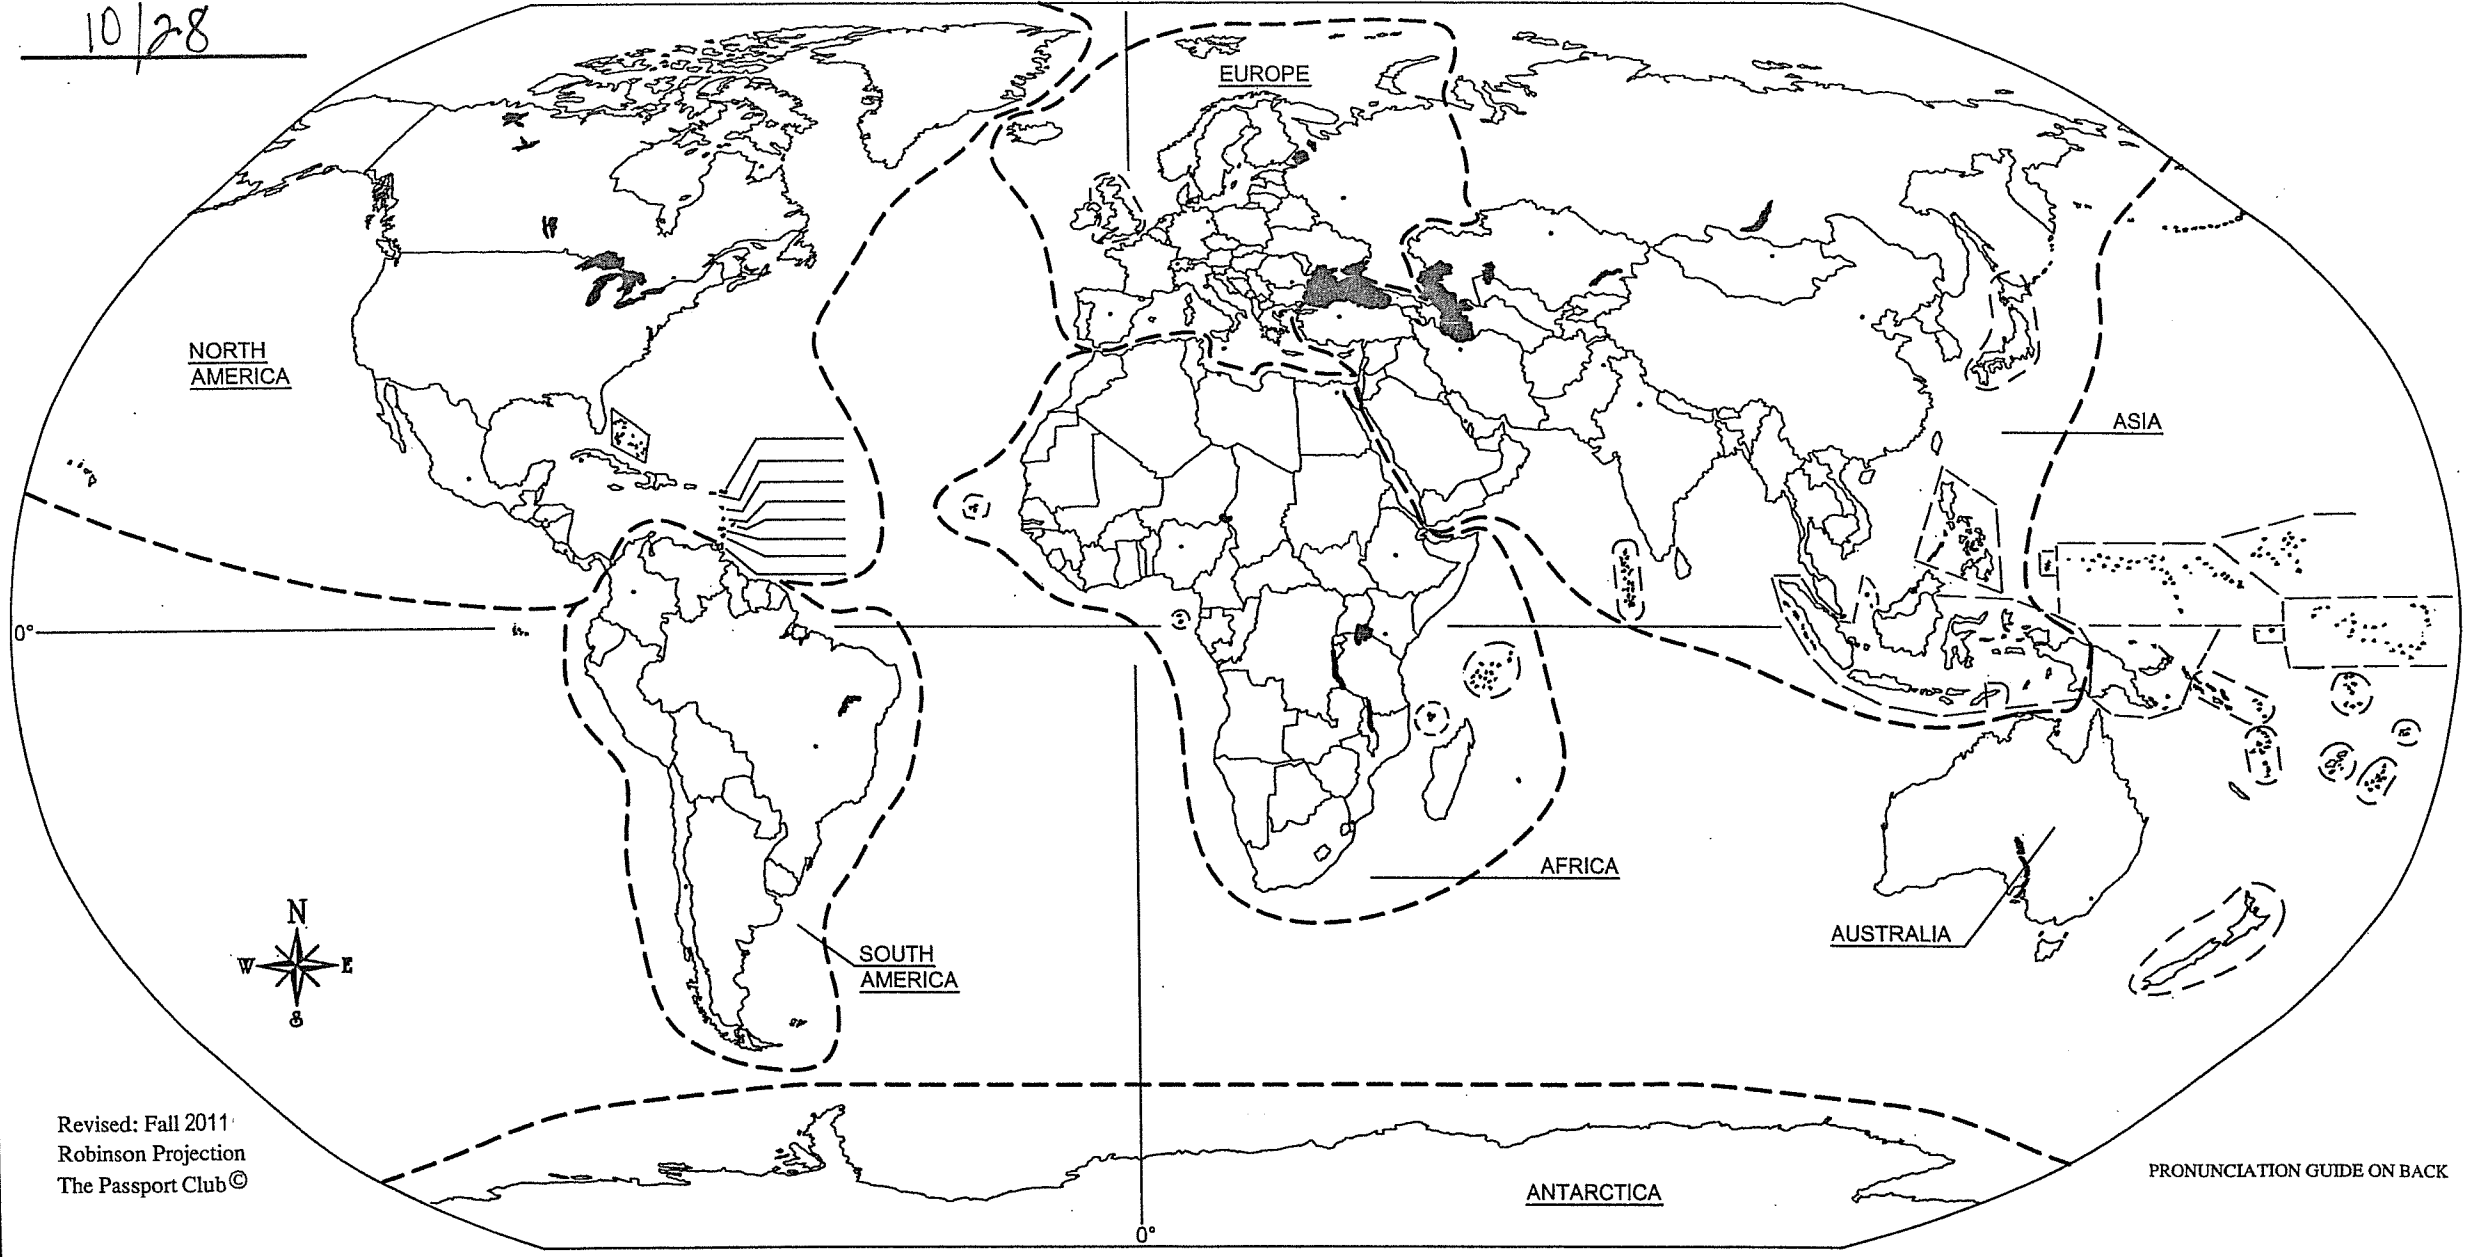 10/28
EUROPE
NORTH
AMERICA
ASIA
0°
AFRICA
AUSTRALIA
SOUTH
AMERICA
N
W E
S
Revised: Fall 2011
Robinson Projection
The Passport Club©
ANTARCTICA
PRONUNCIATION GUIDE ON BACK
0°